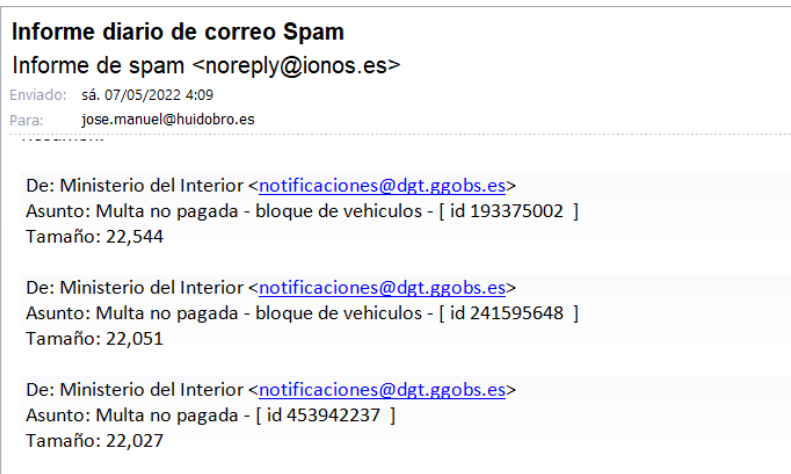 Informe diario de correo Spam
Informe de spam <noreply@ionos.es>
Enviado: sá. 07/05/2022 4:09
Para: jose.manuel@huidobro.es
De: Ministerio del Interior <notificaciones@dgt.ggobs.es>
Asunto: Multa no pagada - bloque de vehiculos - [ id 193375002 ]
Tamaño: 22,544
De: Ministerio del Interior <notificaciones@dgt.ggobs.es>
Asunto: Multa no pagada - bloque de vehiculos - [ id 241595648 ]
Tamaño: 22,051
De: Ministerio del Interior <notificaciones@dgt.ggobs.es>
Asunto: Multa no pagada - [ id 453942237 ]
Tamaño: 22,027